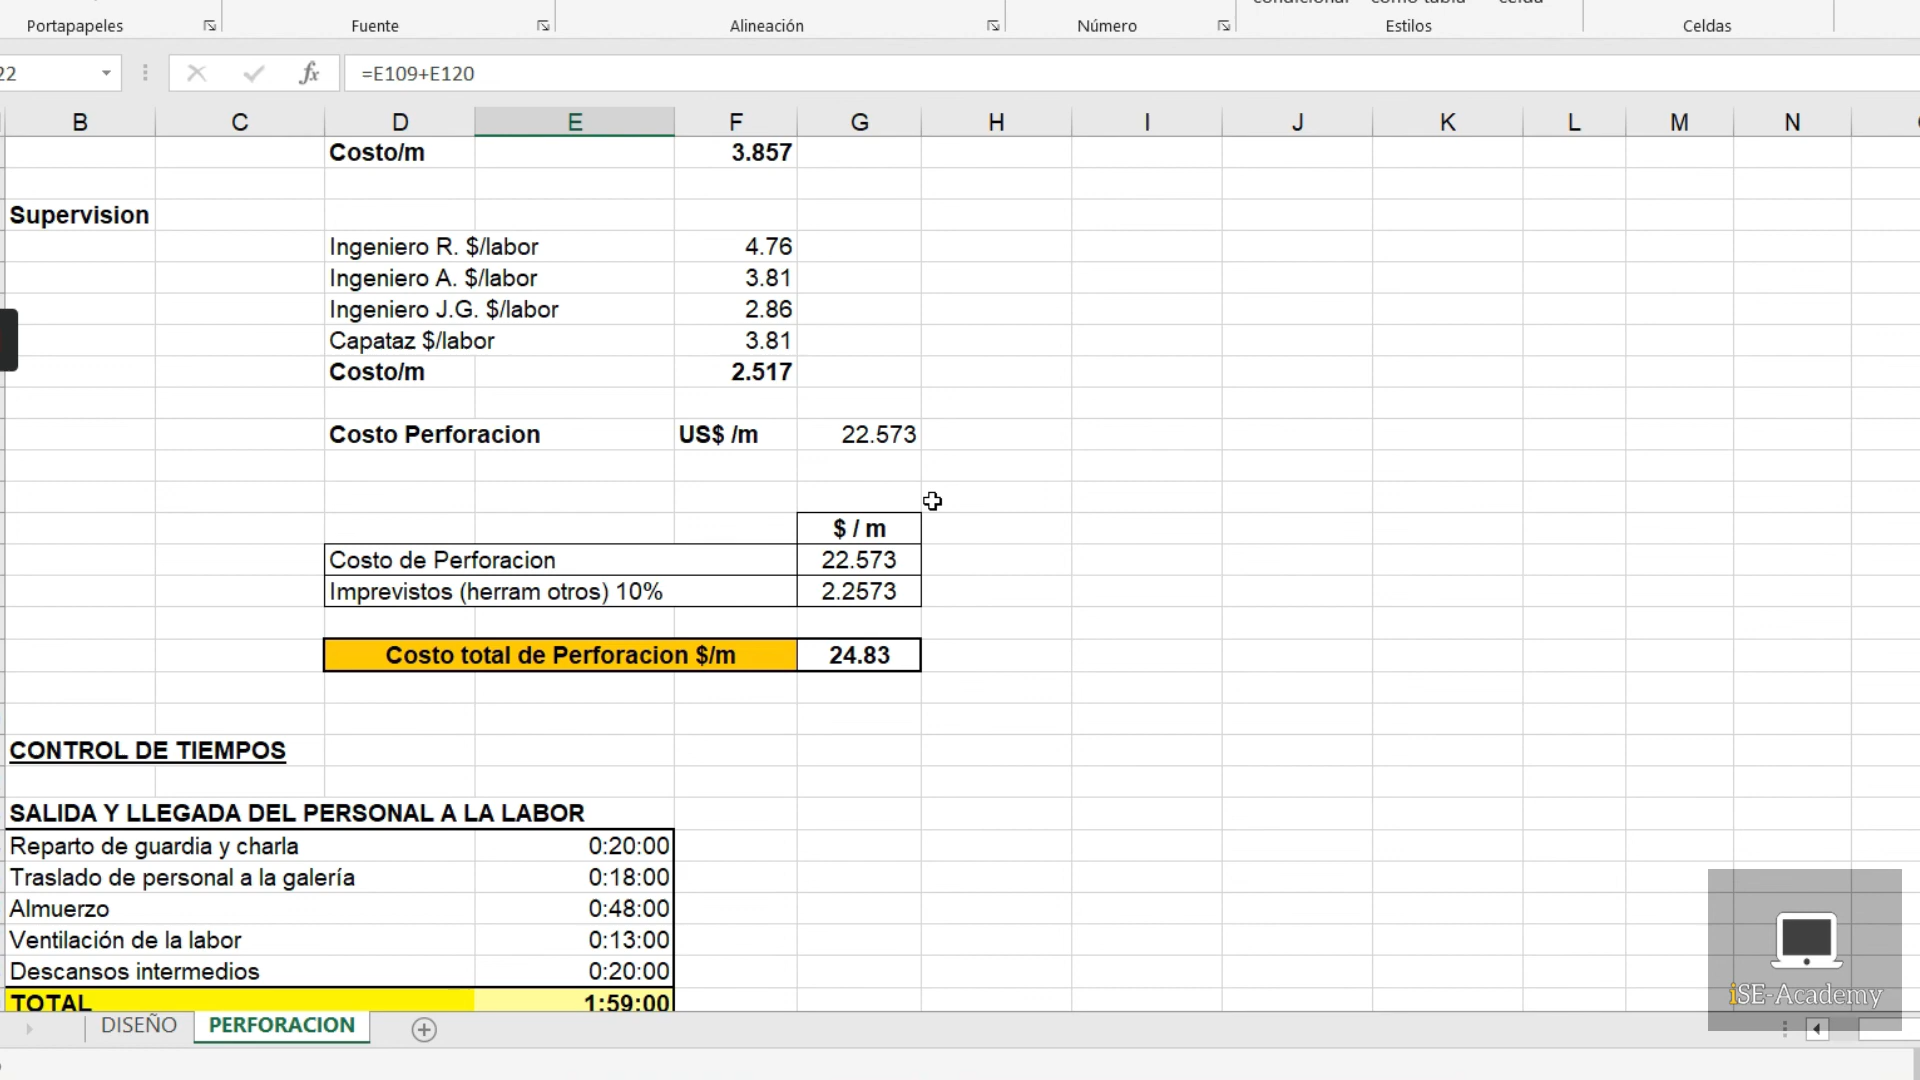 Portapapeles Fuente Alineación Número Estilos Celdas
22 fx =E109+E120
B C D E F G H I J K L M N
Costo/m 3.857
Supervision
Ingeniero R. $/labor 4.76
Ingeniero A. $/labor 3.81
Ingeniero J.G. $/labor 2.86
Capataz $/labor 3.81
Costo/m 2.517
Costo Perforacion US$ /m 22.573
$ / m
Costo de Perforacion 22.573
Imprevistos (herram otros) 10% 2.2573
Costo total de Perforacion $/m 24.83
CONTROL DE TIEMPOS
SALIDA Y LLEGADA DEL PERSONAL A LA LABOR
Reparto de guardia y charla 0:20:00
Traslado de personal a la galería 0:18:00
Almuerzo 0:48:00
Ventilación de la labor 0:13:00
Descansos intermedios 0:20:00
TOTAL 1:59:00
iSE-Academy
DISEÑO PERFORACION